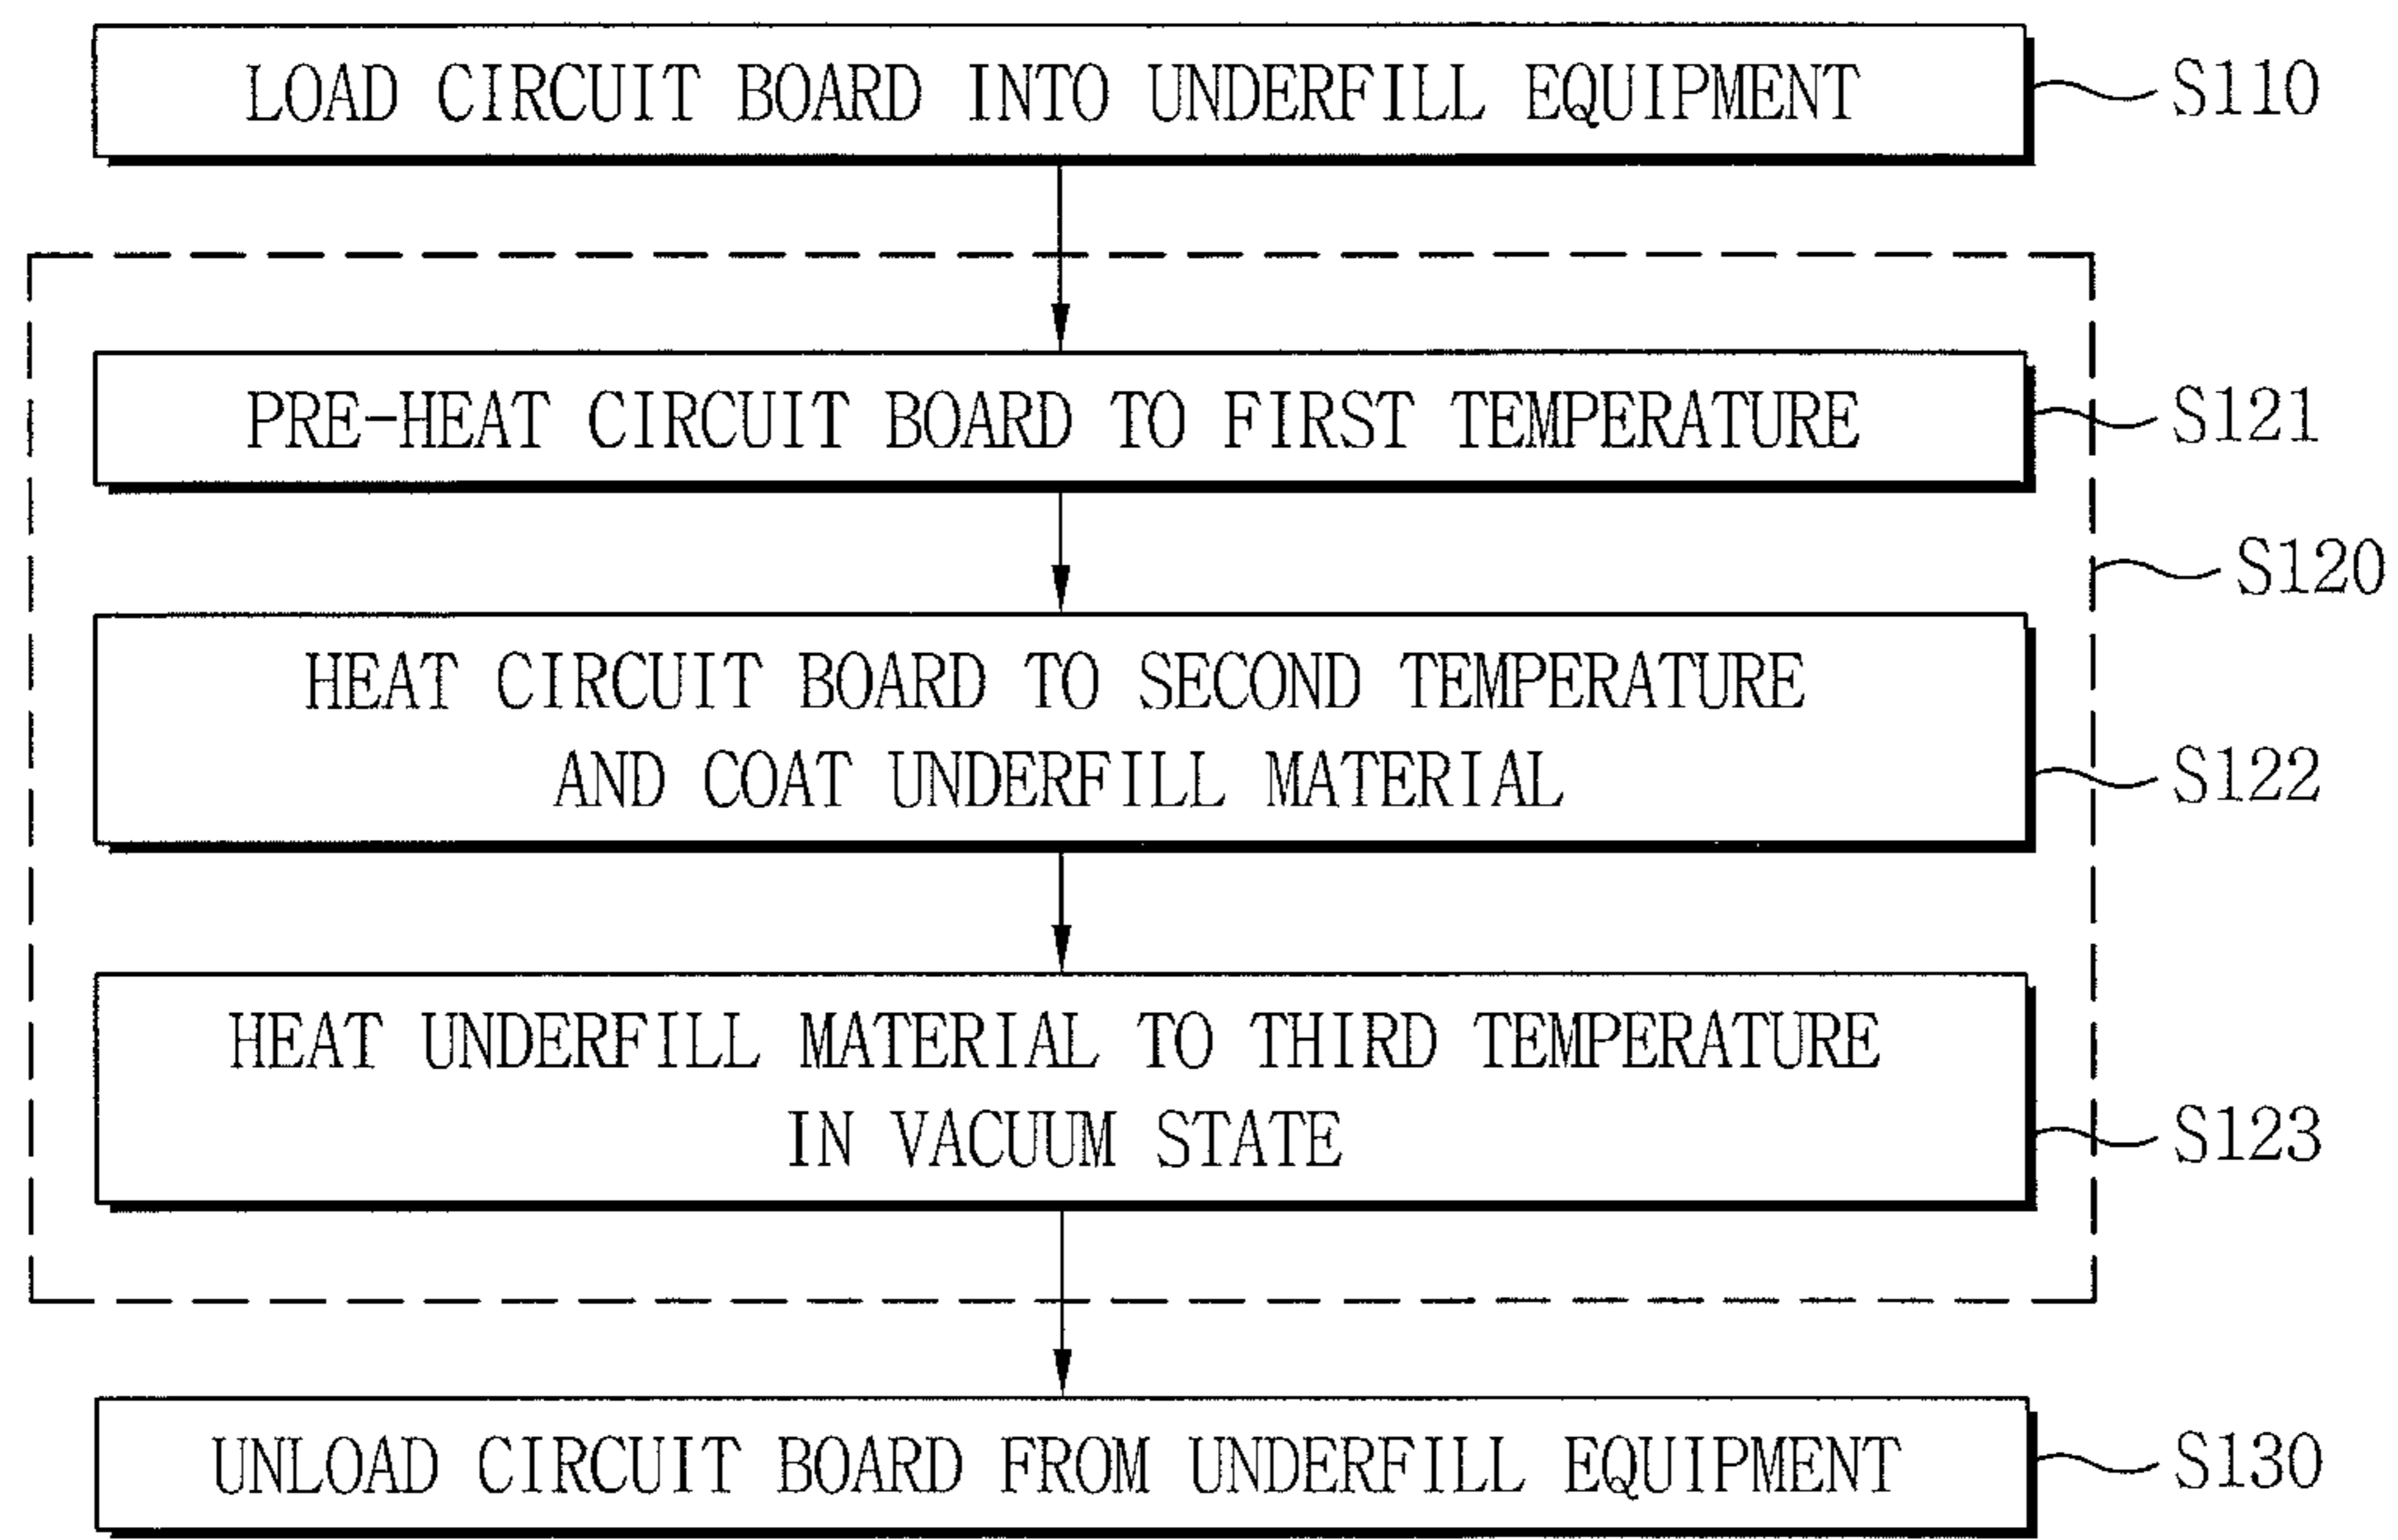 LOAD CIRCUIT BOARD INTO UNDERFILL EQUIPMENT
S110
PRE-HEAT CIRCUIT BOARD TO FIRST TEMPERATURE
S121
S120
HEAT CIRCUIT BOARD TO SECOND TEMPERATURE
AND COAT UNDERFILL MATERIAL
S122
HEAT UNDERFILL MATERIAL TO THIRD TEMPERATURE
IN VACUUM STATE
S123
UNLOAD CIRCUIT BOARD FROM UNDERFILL EQUIPMENT
S130